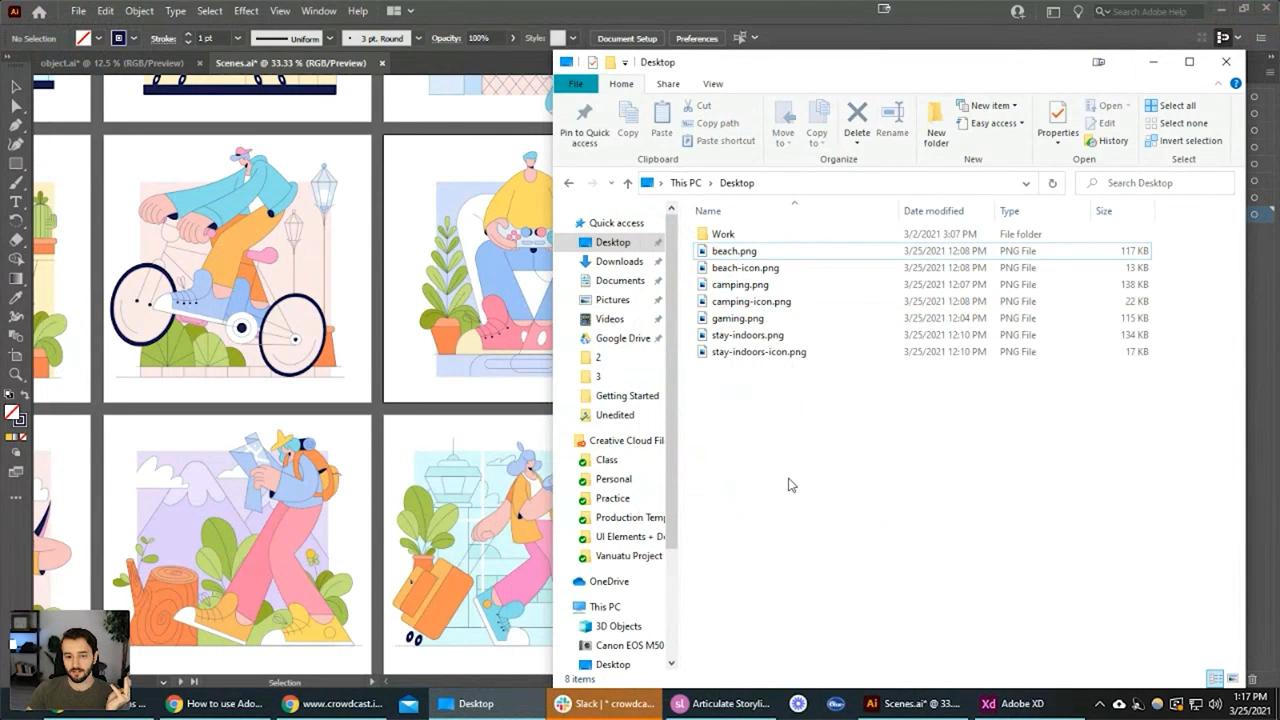 Ai File Edit Object Type Select Effect View Window Help Search Adobe Help
No Selection Stroke: 1 pt Uniform 3 pt. Round Opacity: 100% Style: Document Setup Preferences
object.ai* @ 12.5 % (RGB/Preview) × Scenes.ai* @ 33.33 % (RGB/Preview) ×
Desktop
File Home Share View
Pin to Quick access
Copy
Paste
Cut
Copy path
Paste shortcut
Clipboard
Move to
Copy to
Delete
Rename
Organize
New folder
New item
Easy access
New
Properties
Open
Edit
History
Open
Select all
Select none
Invert selection
Select
This PC > Desktop
Search Desktop
Name Date modified Type Size
Work 3/2/2021 3:07 PM File folder
beach.png 3/25/2021 12:08 PM PNG File 117 KB
beach-icon.png 3/25/2021 12:08 PM PNG File 13 KB
camping.png 3/25/2021 12:07 PM PNG File 138 KB
camping-icon.png 3/25/2021 12:08 PM PNG File 22 KB
gaming.png 3/25/2021 12:04 PM PNG File 115 KB
stay-indoors.png 3/25/2021 12:10 PM PNG File 134 KB
stay-indoors-icon.png 3/25/2021 12:10 PM PNG File 17 KB
Quick access
Desktop
Downloads
Documents
Pictures
Videos
Google Drive
2
3
Getting Started
Unedited
Creative Cloud Fil
Class
Personal
Practice
Production Temp
UI Elements + De
Vanuatu Project
OneDrive
This PC
3D Objects
Canon EOS M50
Desktop
8 items
Selection
How to use Ado...
www.crowdcast.i...
Desktop
Slack | * crowdca...
sl Articulate Storyli...
Ai Scenes.ai* @ 33....
Xd Adobe XD
1:17 PM
3/25/2021